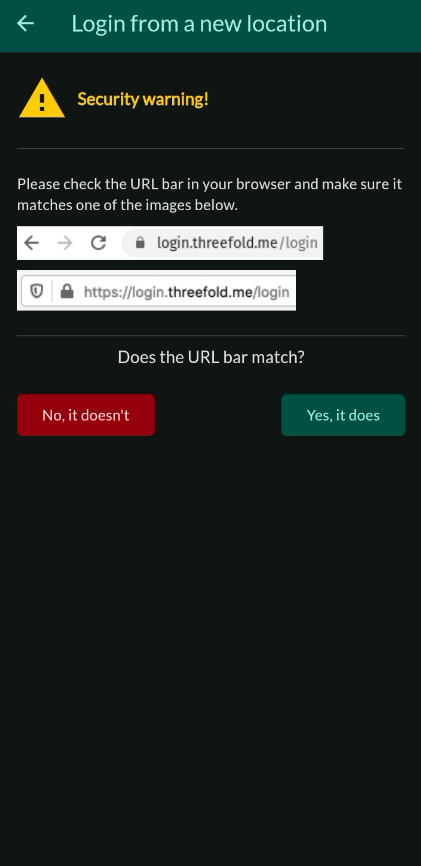 Login from a new location
Security warning!
Please check the URL bar in your browser and make sure it
matches one of the images below.
login.threefold.me/login
https://login.threefold.me/login
Does the URL bar match?
No, it doesn't
Yes, it does